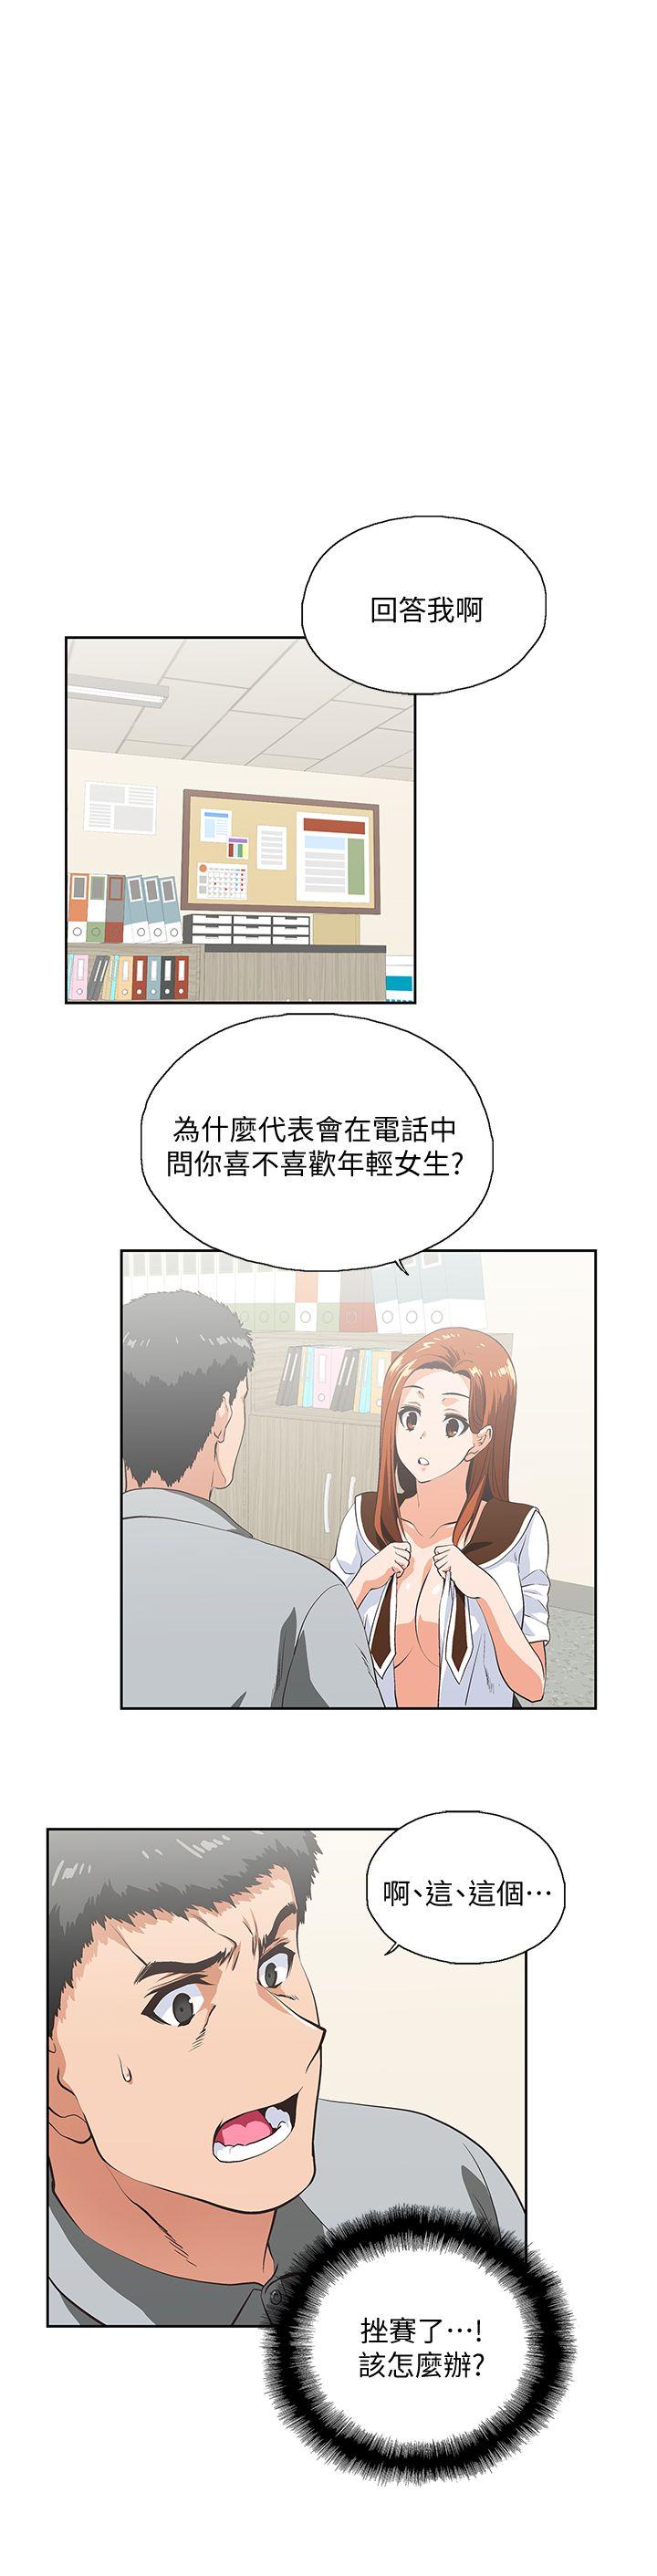 回答我啊
為什麼代表會在電話中
問你喜不喜歡年輕女生?
啊、這、這個…
挫賽了…!
該怎麼辦?